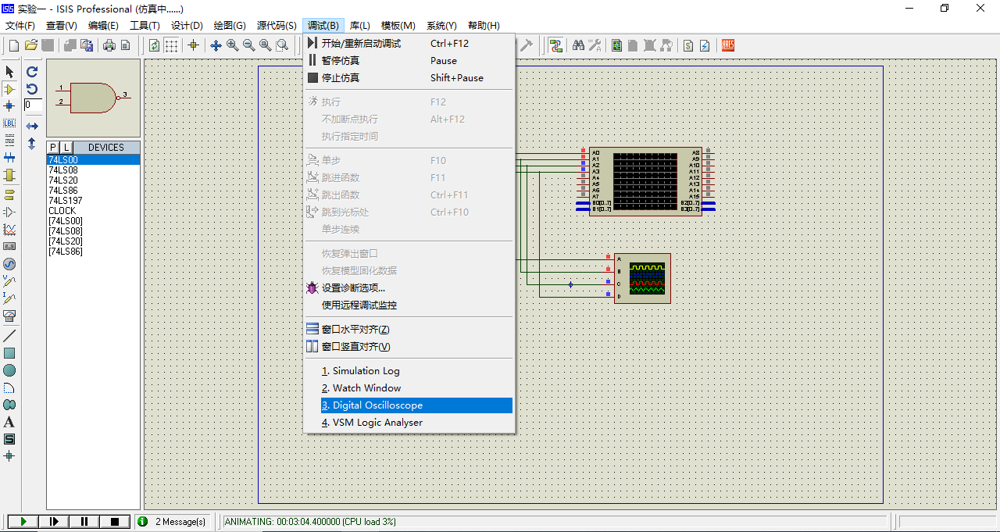 实验一 - ISIS Professional (仿真中......)
文件(F) 查看(V) 编辑(E) 工具(T) 设计(D) 绘图(G) 源代码(S) 调试(B) 库(L) 模板(M) 系统(Y) 帮助(H)
开始/重新启动调试 Ctrl+F12
暂停仿真 Pause
停止仿真 Shift+Pause
执行 F12
不加断点执行 Alt+F12
执行指定时间
单步 F10
跳进函数 F11
跳出函数 Ctrl+F11
跳到光标处 Ctrl+F10
单步连续
恢复弹出窗口
恢复模型固化数据
设置诊断选项...
使用远程调试监控
窗口水平对齐(Z)
窗口竖直对齐(V)
1. Simulation Log
2. Watch Window
3. Digital Oscilloscope
4. VSM Logic Analyser
ARES
LBL
0
1
2
3
P L DEVICES
74LS00
74LS08
74LS20
74LS86
74LS197
CLOCK
[74LS00]
[74LS08]
[74LS20]
[74LS86]
A
S
A0 A8
A1 A9
A2 A10
A3 A11
A4 A12
A5 A13
A6 A14
A7 A15
B0[0..7] B2[0..7]
B1[0..7] B3[0..7]
A
B
C
D
2 Message(s)
ANIMATING: 00:03:04.400000 (CPU load 3%)